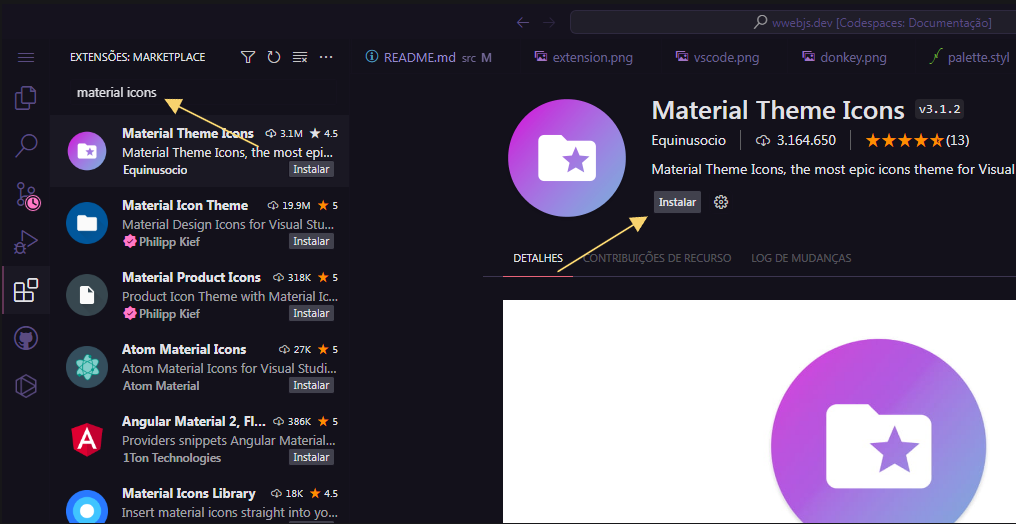 wwebjs.dev [Codespaces: Documentação]
EXTENSÕES: MARKETPLACE
README.md src M
extension.png
vscode.png
donkey.png
palette.styl
material icons
Material Theme Icons 3.1M 4.5
Material Theme Icons, the most epi...
Equinusocio Instalar
Material Icon Theme 19.9M 5
Material Design Icons for Visual Stu...
Philipp Kief Instalar
Material Product Icons 318K 5
Product Icon Theme with Material Ic...
Philipp Kief Instalar
Atom Material Icons 27K 5
Atom Material Icons for Visual Studi...
Atom Material Instalar
Angular Material 2, Fl... 386K 5
Providers snippets Angular Material...
1Ton Technologies Instalar
Material Icons Library 18K 4.5
Insert material icons straight into yo...
Material Theme Icons v3.1.2
Equinusocio 3.164.650 (13)
Material Theme Icons, the most epic icons theme for Visual
Instalar
DETALHES CONTRIBUIÇÕES DE RECURSO LOG DE MUDANÇAS